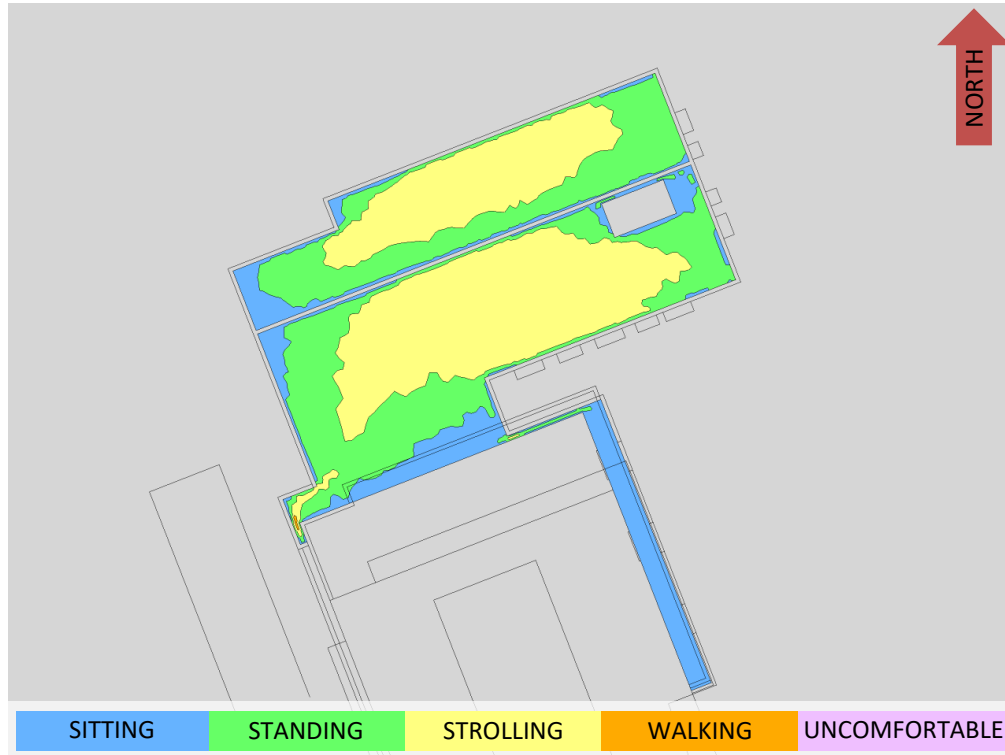 NORTH
SITTING
STANDING
STROLLING
WALKING
UNCOMFORTABLE